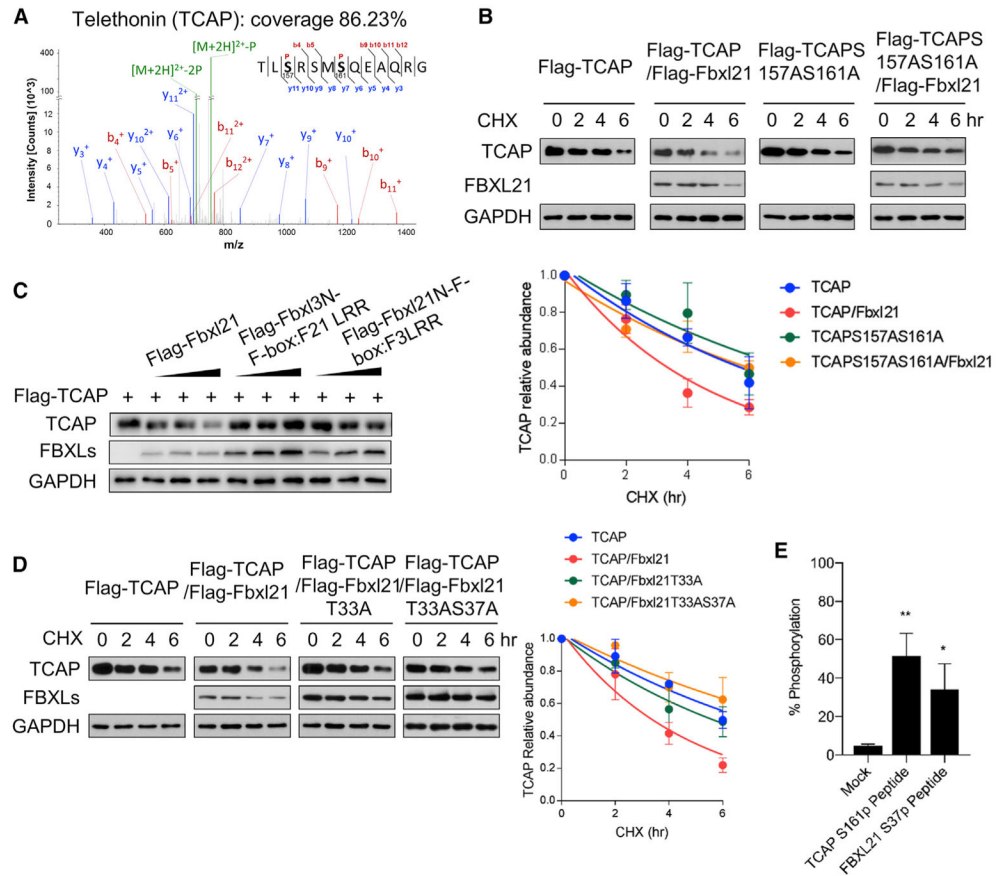 A
Telethonin (TCAP): coverage 86.23%
[M+2H]²⁺-P
[M+2H]²⁺-2P
b4 b5 b9 b10 b11 b12
P P
T L S R S M S Q E A Q R G
157 161
y11 y10 y9 y8 y7 y6 y5 y4 y3
Intensity [Counts] (10^3)
400
100
12
10
8
6
4
2
0
y₃⁺
y₄⁺
b₄⁺
y₅⁺
y₁₀²⁺
b₅⁺
y₆⁺
y₁₁²⁺
b₁₁²⁺
b₁₂²⁺
y₇⁺
y₈⁺
y₉⁺
b₉⁺
y₁₀⁺
b₁₀⁺
b₁₁⁺
400 600 800 1000 1200 1400
m/z
B
Flag-TCAP
Flag-TCAP
/Flag-Fbxl21
Flag-TCAPS
157AS161A
Flag-TCAPS
157AS161A
/Flag-Fbxl21
CHX 0 2 4 6 0 2 4 6 0 2 4 6 0 2 4 6 hr
TCAP
FBXL21
GAPDH
TCAP relative abundance
1.0
0.8
0.6
0.4
0.2
0.0
0 2 4 6
CHX (hr)
TCAP
TCAP/Fbxl21
TCAPS157AS161A
TCAPS157AS161A/Fbxl21
C
Flag-Fbxl21
Flag-Fbxl3N-
F-box:F21 LRR
Flag-Fbxl21N-F-
box:F3LRR
Flag-TCAP + + + + + + + + + +
TCAP
FBXLs
GAPDH
D
Flag-TCAP
Flag-TCAP
/Flag-Fbxl21
Flag-TCAP
/Flag-Fbxl21
T33A
Flag-TCAP
/Flag-Fbxl21
T33AS37A
CHX 0 2 4 6 0 2 4 6 0 2 4 6 0 2 4 6 hr
TCAP
FBXLs
GAPDH
TCAP
TCAP/Fbxl21
TCAP/Fbxl21T33A
TCAP/Fbxl21T33AS37A
TCAP Relative abundance
1.0
0.8
0.6
0.4
0.2
0.0
0 2 4 6
CHX (hr)
E
% Phosphorylation
100
80
60
40
20
0
**
*
Mock
TCAP S161p Peptide
FBXL21 S37p Peptide